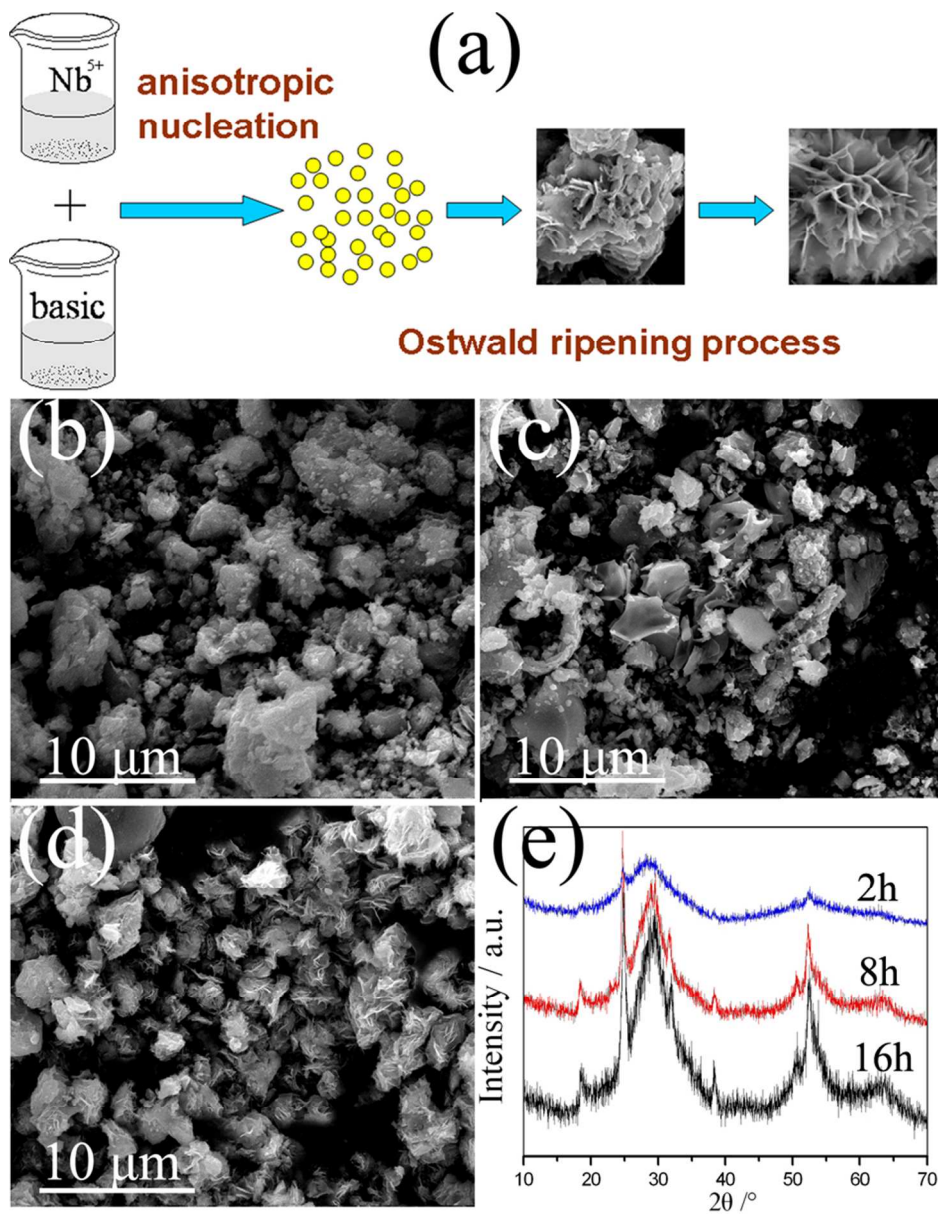 (a)
Nb5+
anisotropic
nucleation
+
basic
Ostwald ripening process
(b)
10 μm
(c)
10 μm
(d)
10 μm
(e)
2h
8h
16h
Intensity / a.u.
10 20 30 40 50 60 70
2θ /°